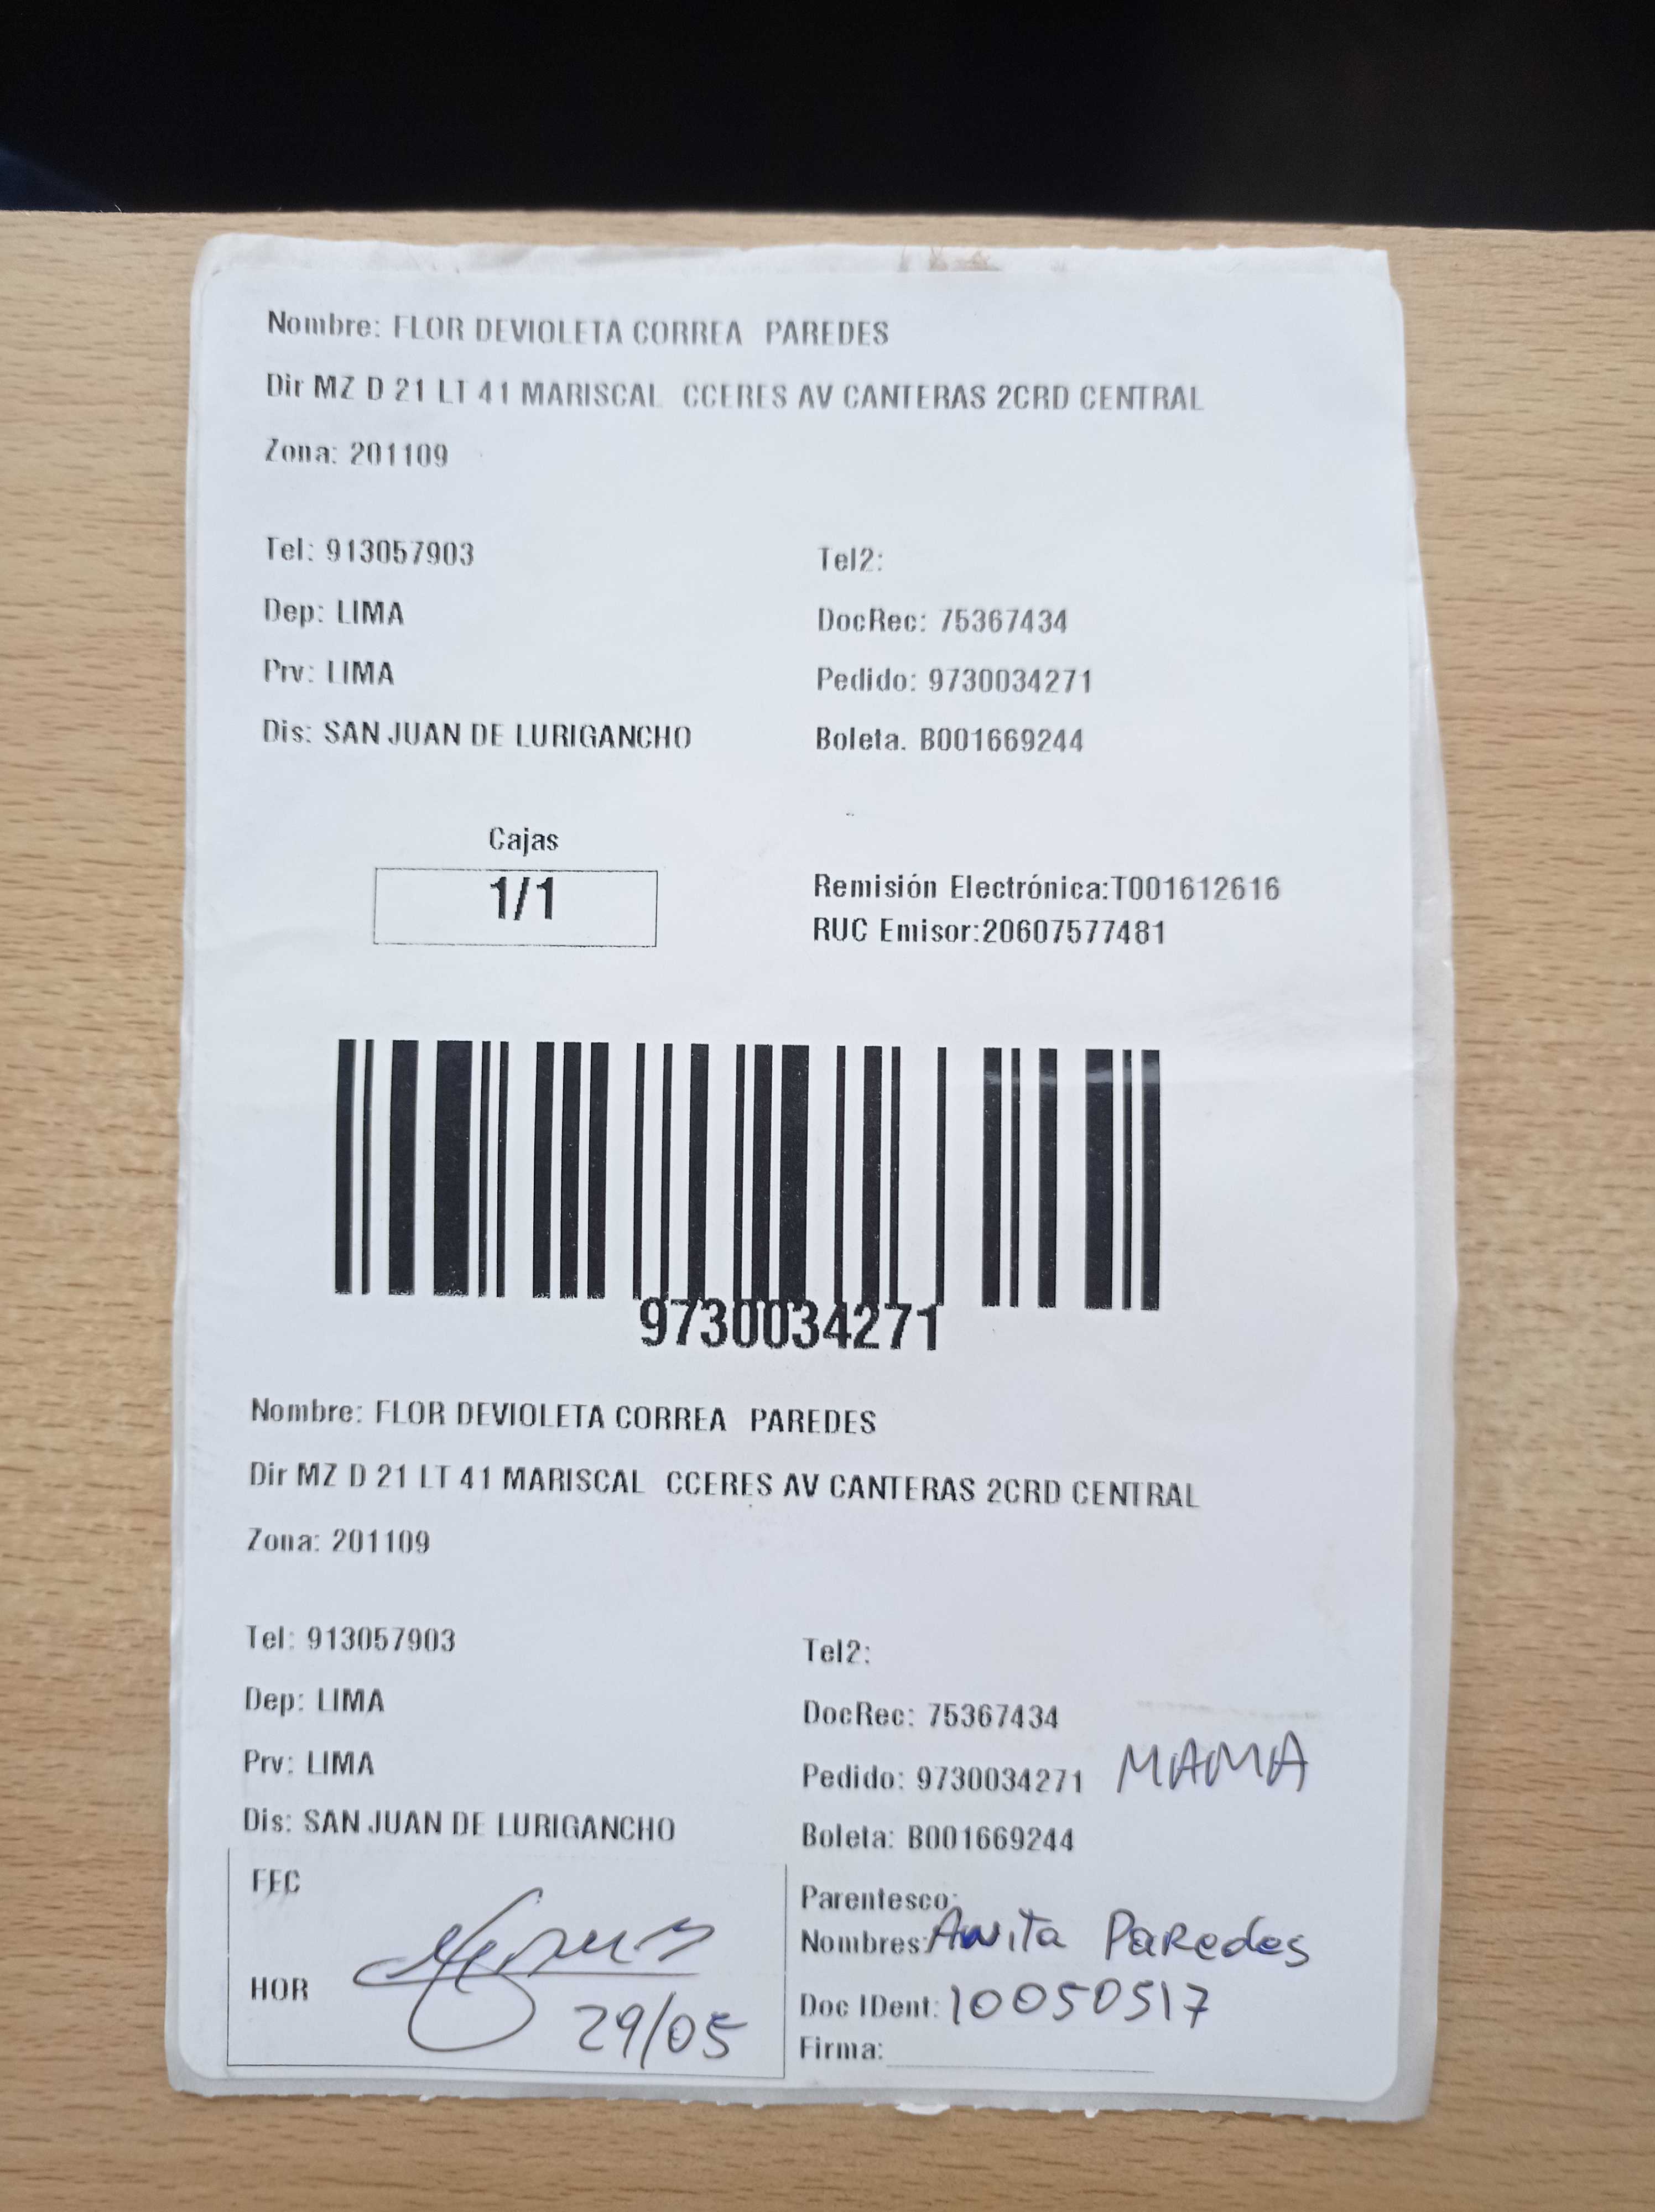 Nombre: FLOR DEVIOLETA CORREA PAREDES
Dir MZ D 21 LT 41 MARISCAL CCERES AV CANTERAS 2CRD CENTRAL
Zona: 201109
Tel: 913057903 Tel2:
Dep: LIMA DocRec: 75367434
Prv: LIMA Pedido: 9730034271
Dis: SAN JUAN DE LURIGANCHO Boleta. B001669244
Cajas
1/1
Remisión Electrónica:T001612616
RUC Emisor:20607577481
9730034271
Nombre: FLOR DEVIOLETA CORREA PAREDES
Dir MZ D 21 LT 41 MARISCAL CCERES AV CANTERAS 2CRD CENTRAL
Zona: 201109
Tel: 913057903 Tel2:
Dep: LIMA DocRec: 75367434
Prv: LIMA Pedido: 9730034271 MAMA
Dis: SAN JUAN DE LURIGANCHO Boleta: B001669244
FEC
HOR
29/05
Parentesco:
Nombres: Anita Paredes
Doc IDent: 10050517
Firma: